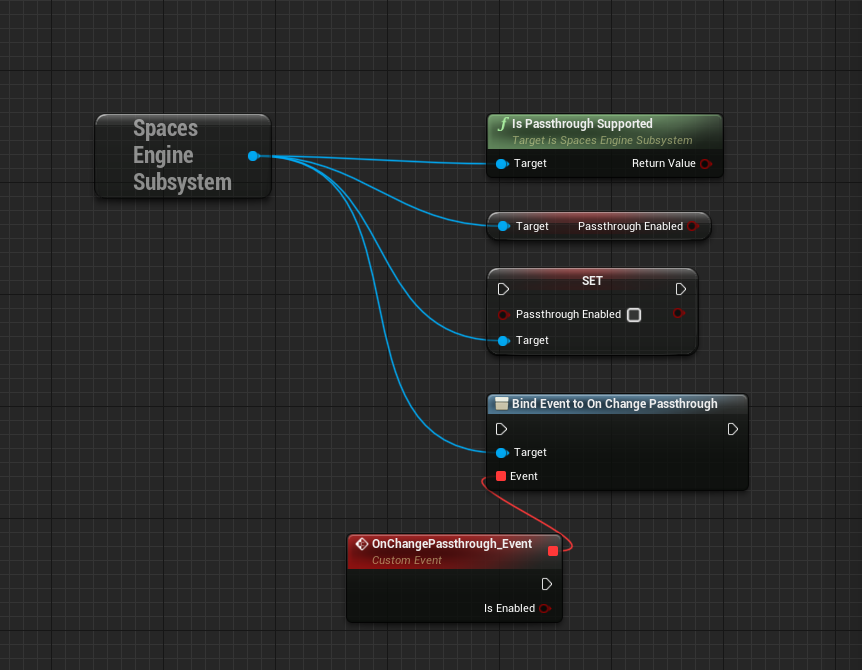 Spaces
Engine
Subsystem
f Is Passthrough Supported
Target is Spaces Engine Subsystem
Target Return Value
Target Passthrough Enabled
SET
Passthrough Enabled
Target
Bind Event to On Change Passthrough
Target
Event
OnChangePassthrough_Event
Custom Event
Is Enabled